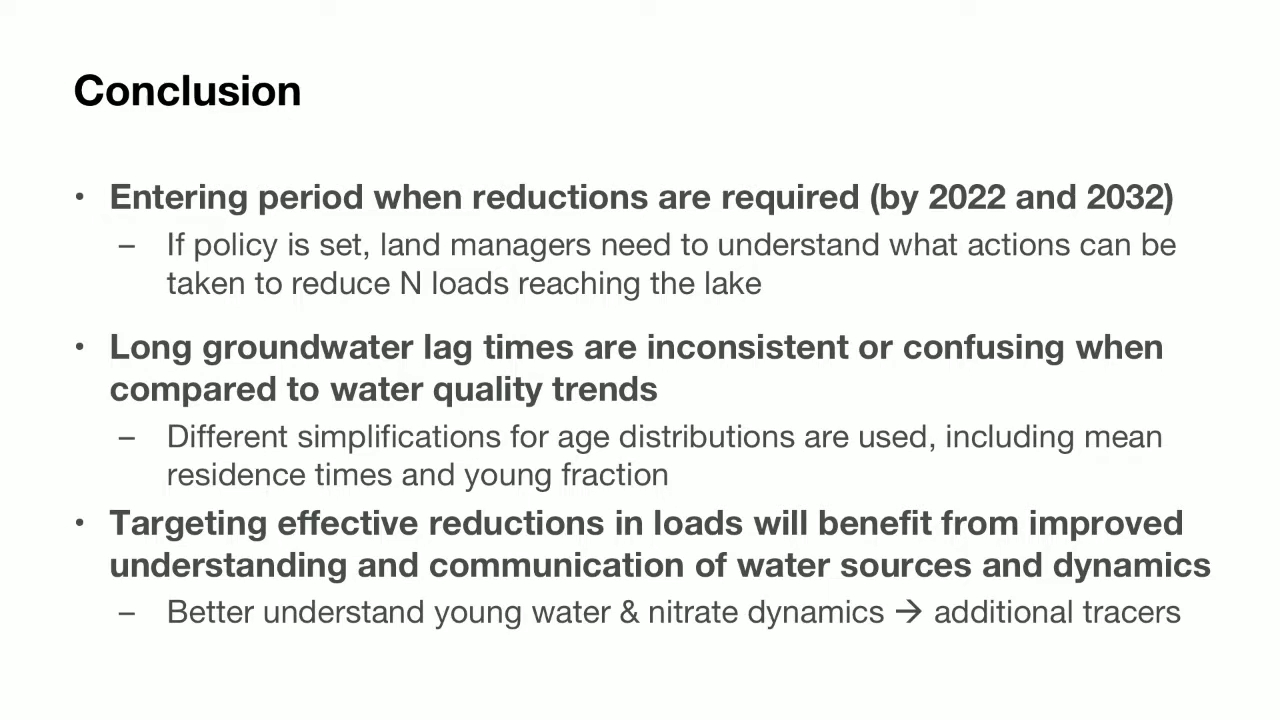 Conclusion
• Entering period when reductions are required (by 2022 and 2032)
– If policy is set, land managers need to understand what actions can be
taken to reduce N loads reaching the lake
• Long groundwater lag times are inconsistent or confusing when
compared to water quality trends
– Different simplifications for age distributions are used, including mean
residence times and young fraction
• Targeting effective reductions in loads will benefit from improved
understanding and communication of water sources and dynamics
– Better understand young water & nitrate dynamics → additional tracers